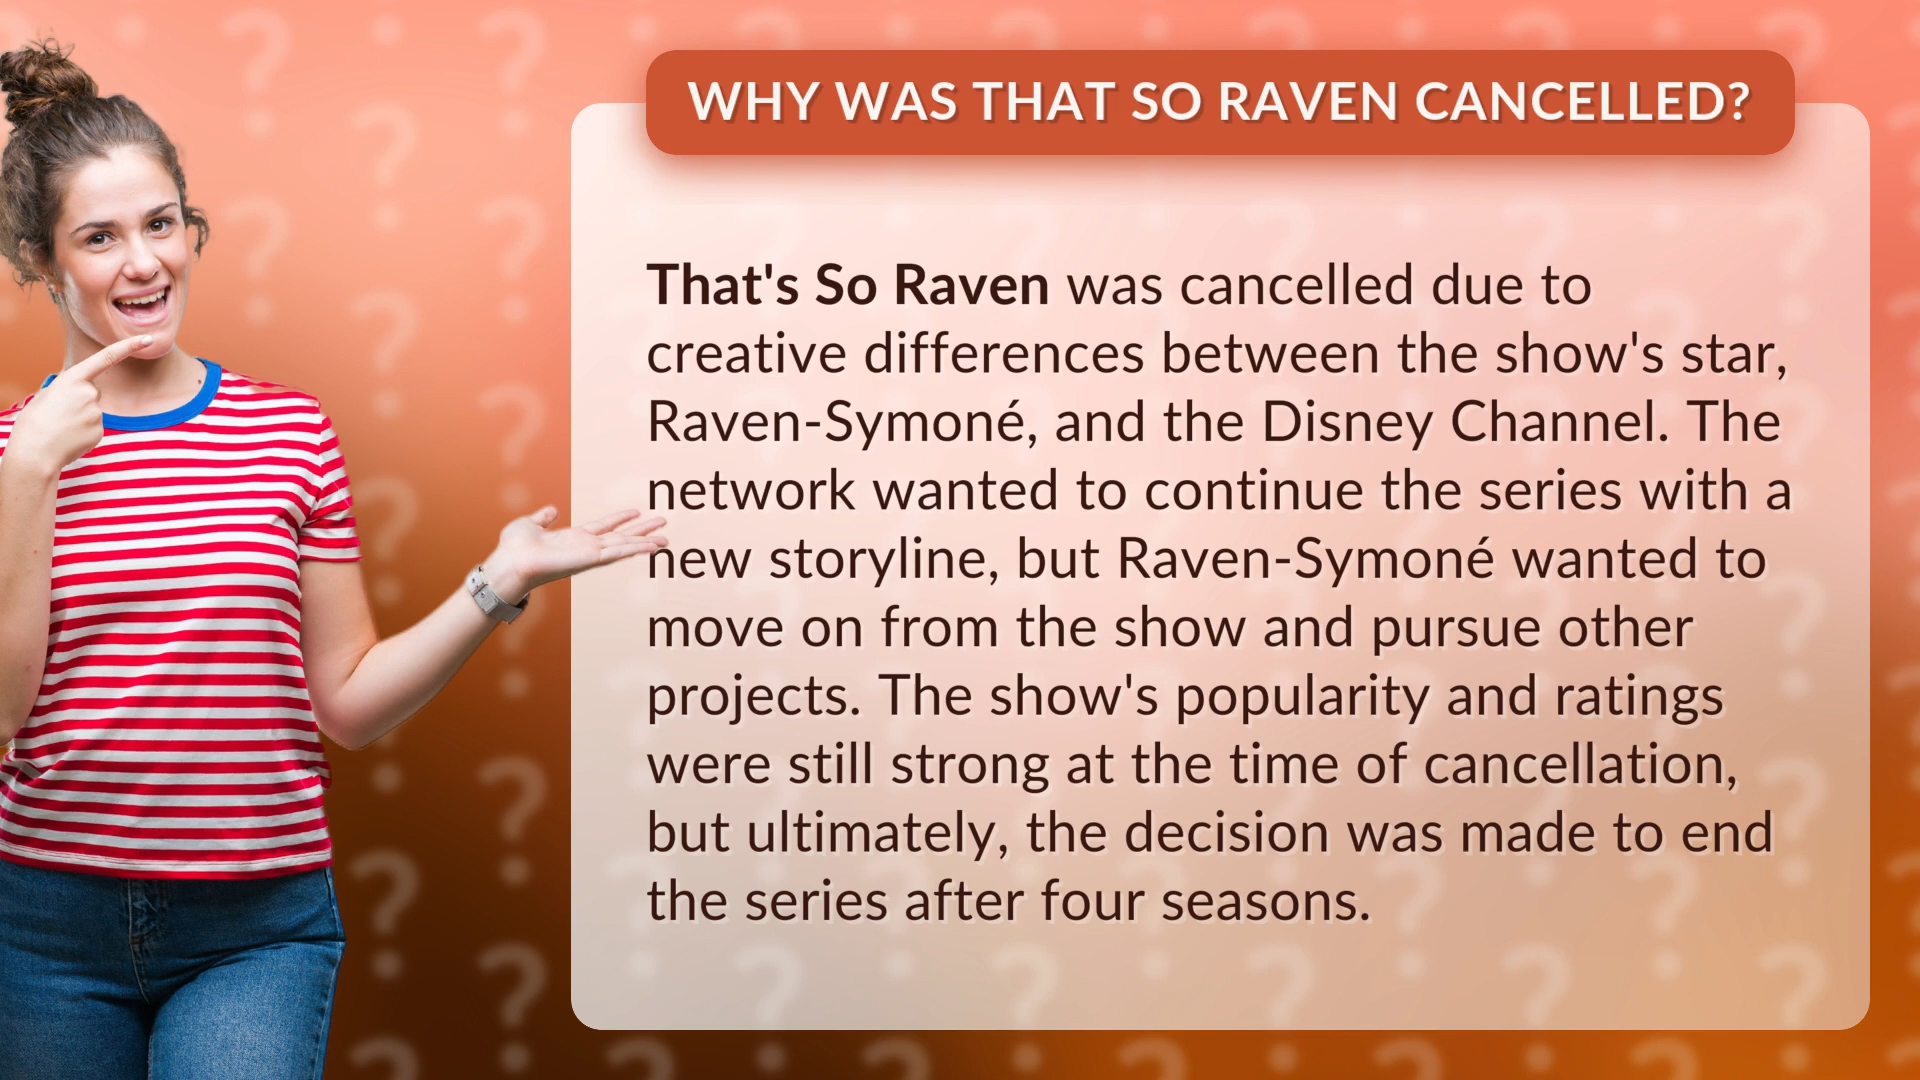 WHY WAS THAT SO RAVEN CANCELLED?
That's So Raven was cancelled due to
creative differences between the show's star,
Raven-Symoné, and the Disney Channel. The
network wanted to continue the series with a
new storyline, but Raven-Symoné wanted to
move on from the show and pursue other
projects. The show's popularity and ratings
were still strong at the time of cancellation,
but ultimately, the decision was made to end
the series after four seasons.